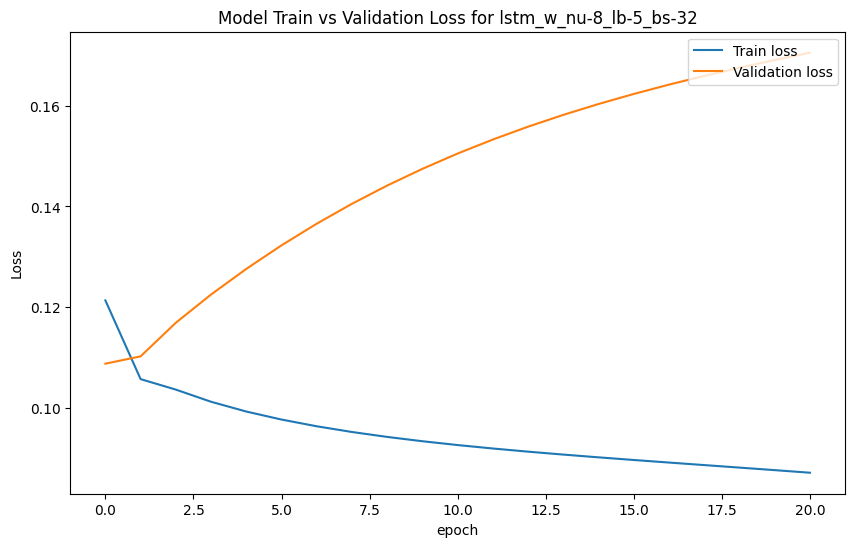 Model Train vs Validation Loss for lstm_w_nu-8_lb-5_bs-32
Train loss
Validation loss
0.16
0.14
0.12
0.10
Loss
0.0
2.5
5.0
7.5
10.0
12.5
15.0
17.5
20.0
epoch